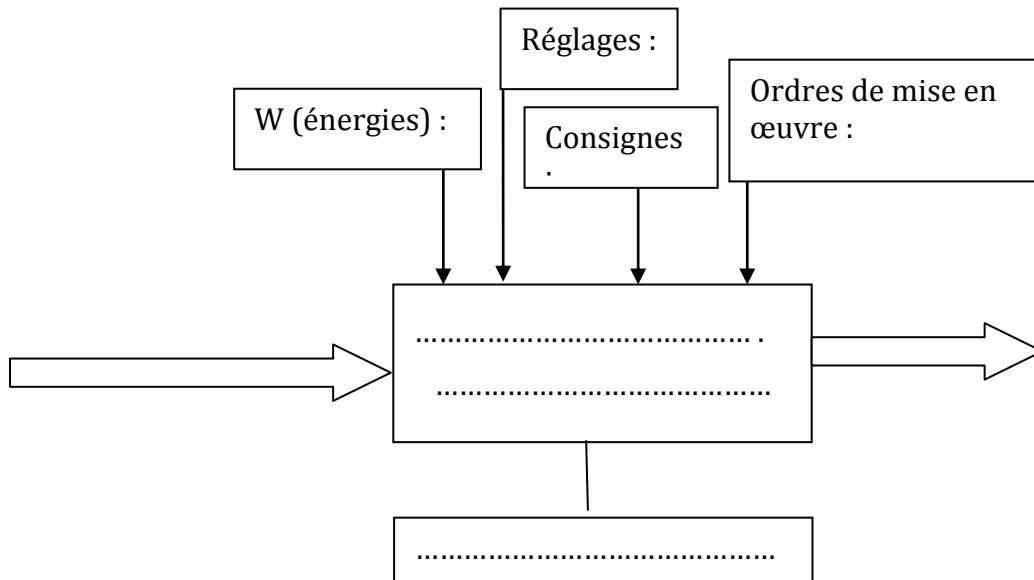 Réglages :
Ordres de mise en
œuvre :
W (énergies) :
Consignes
.
…………………………………… .
……………………………………
………………………………………